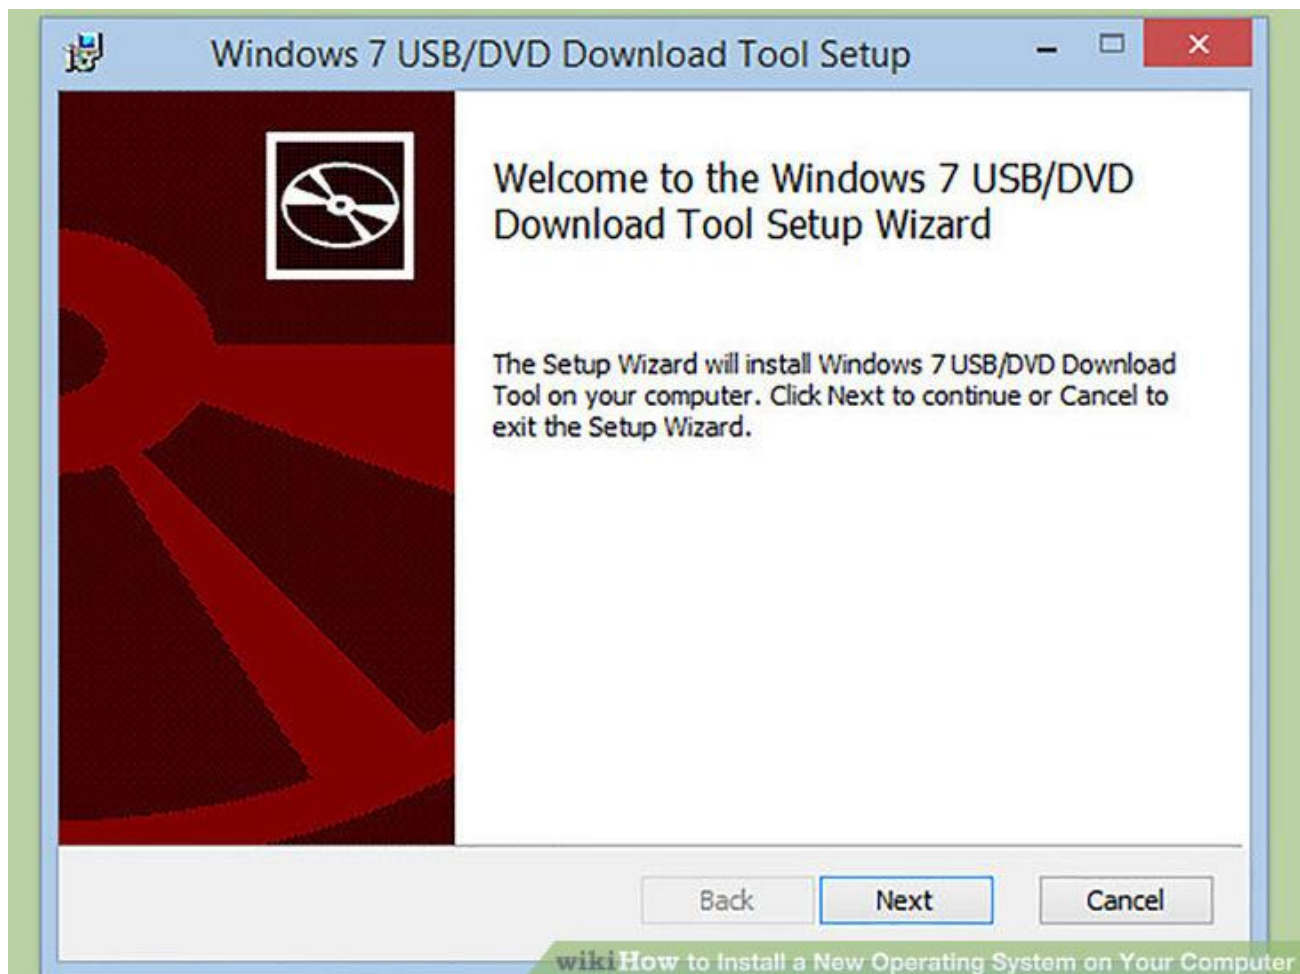 Windows 7 USB/DVD Download Tool Setup
Welcome to the Windows 7 USB/DVD
Download Tool Setup Wizard
The Setup Wizard will install Windows 7 USB/DVD Download
Tool on your computer. Click Next to continue or Cancel to
exit the Setup Wizard.
Back Next Cancel
wikiHow to Install a New Operating System on Your Computer